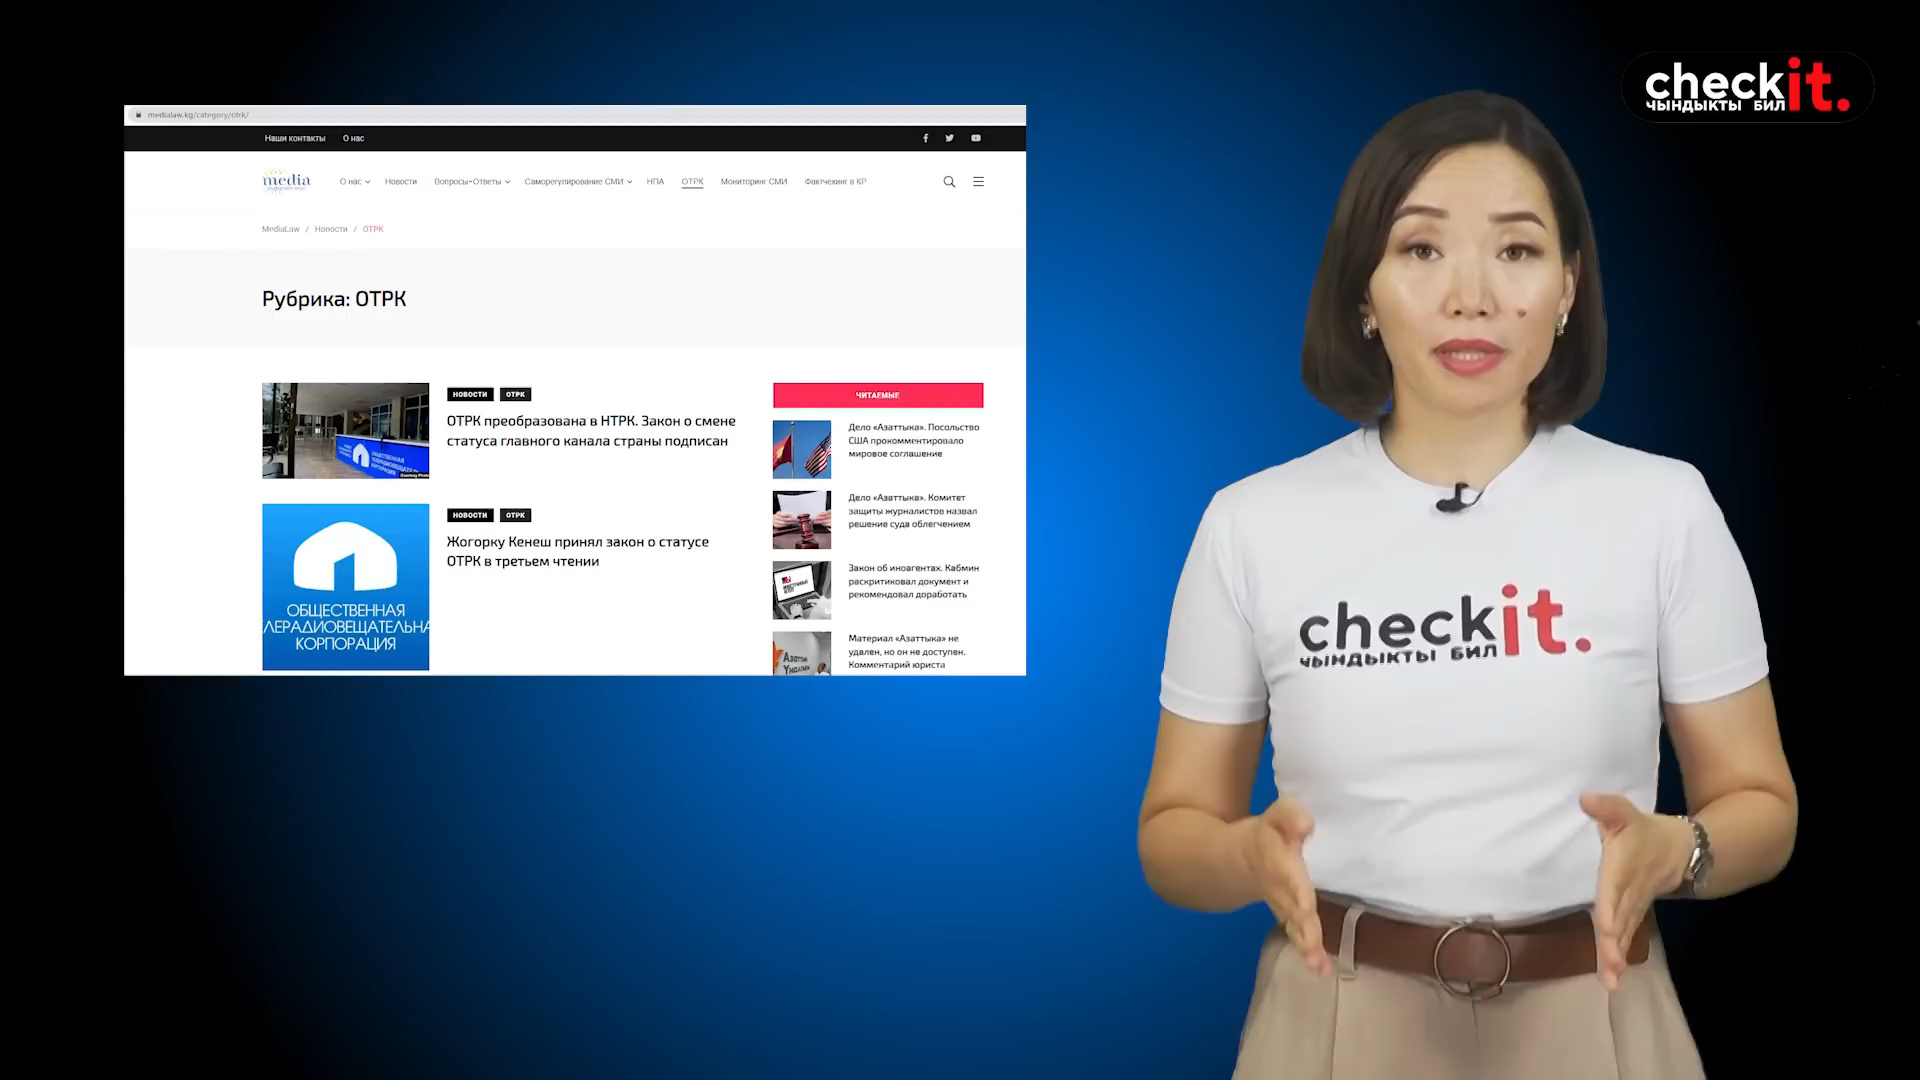 medialaw.kg/category/otrk/
Наши контакты О нас
media
О нас Новости Вопросы-Ответы Саморегулирование СМИ НПА ОТРК Мониторинг СМИ Фактчекинг в КР
MediaLaw / Новости / ОТРК
Рубрика: ОТРК
НОВОСТИ ОТРК
ОТРК преобразована в НТРК. Закон о смене
статуса главного канала страны подписан
НОВОСТИ ОТРК
Жогорку Кенеш принял закон о статусе
ОТРК в третьем чтении
ОБЩЕСТВЕННАЯ
ЛЕРАДИОВЕЩАТЕЛЬНА
КОРПОРАЦИЯ
ЧИТАЕМЫЕ
Дело «Азаттыка». Посольство
США прокомментировало
мировое соглашение
Дело «Азаттыка». Комитет
защиты журналистов назвал
решение суда облегчением
Закон об иноагентах. Кабмин
раскритиковал документ и
рекомендовал доработать
Материал «Азаттыка» не
удален, но он не доступен.
Комментарий юриста
Азаттык
Үналгысы
checkit.
ЧЫНДЫКТЫ БИЛ
checkit.
ЧЫНДЫКТЫ БИЛ